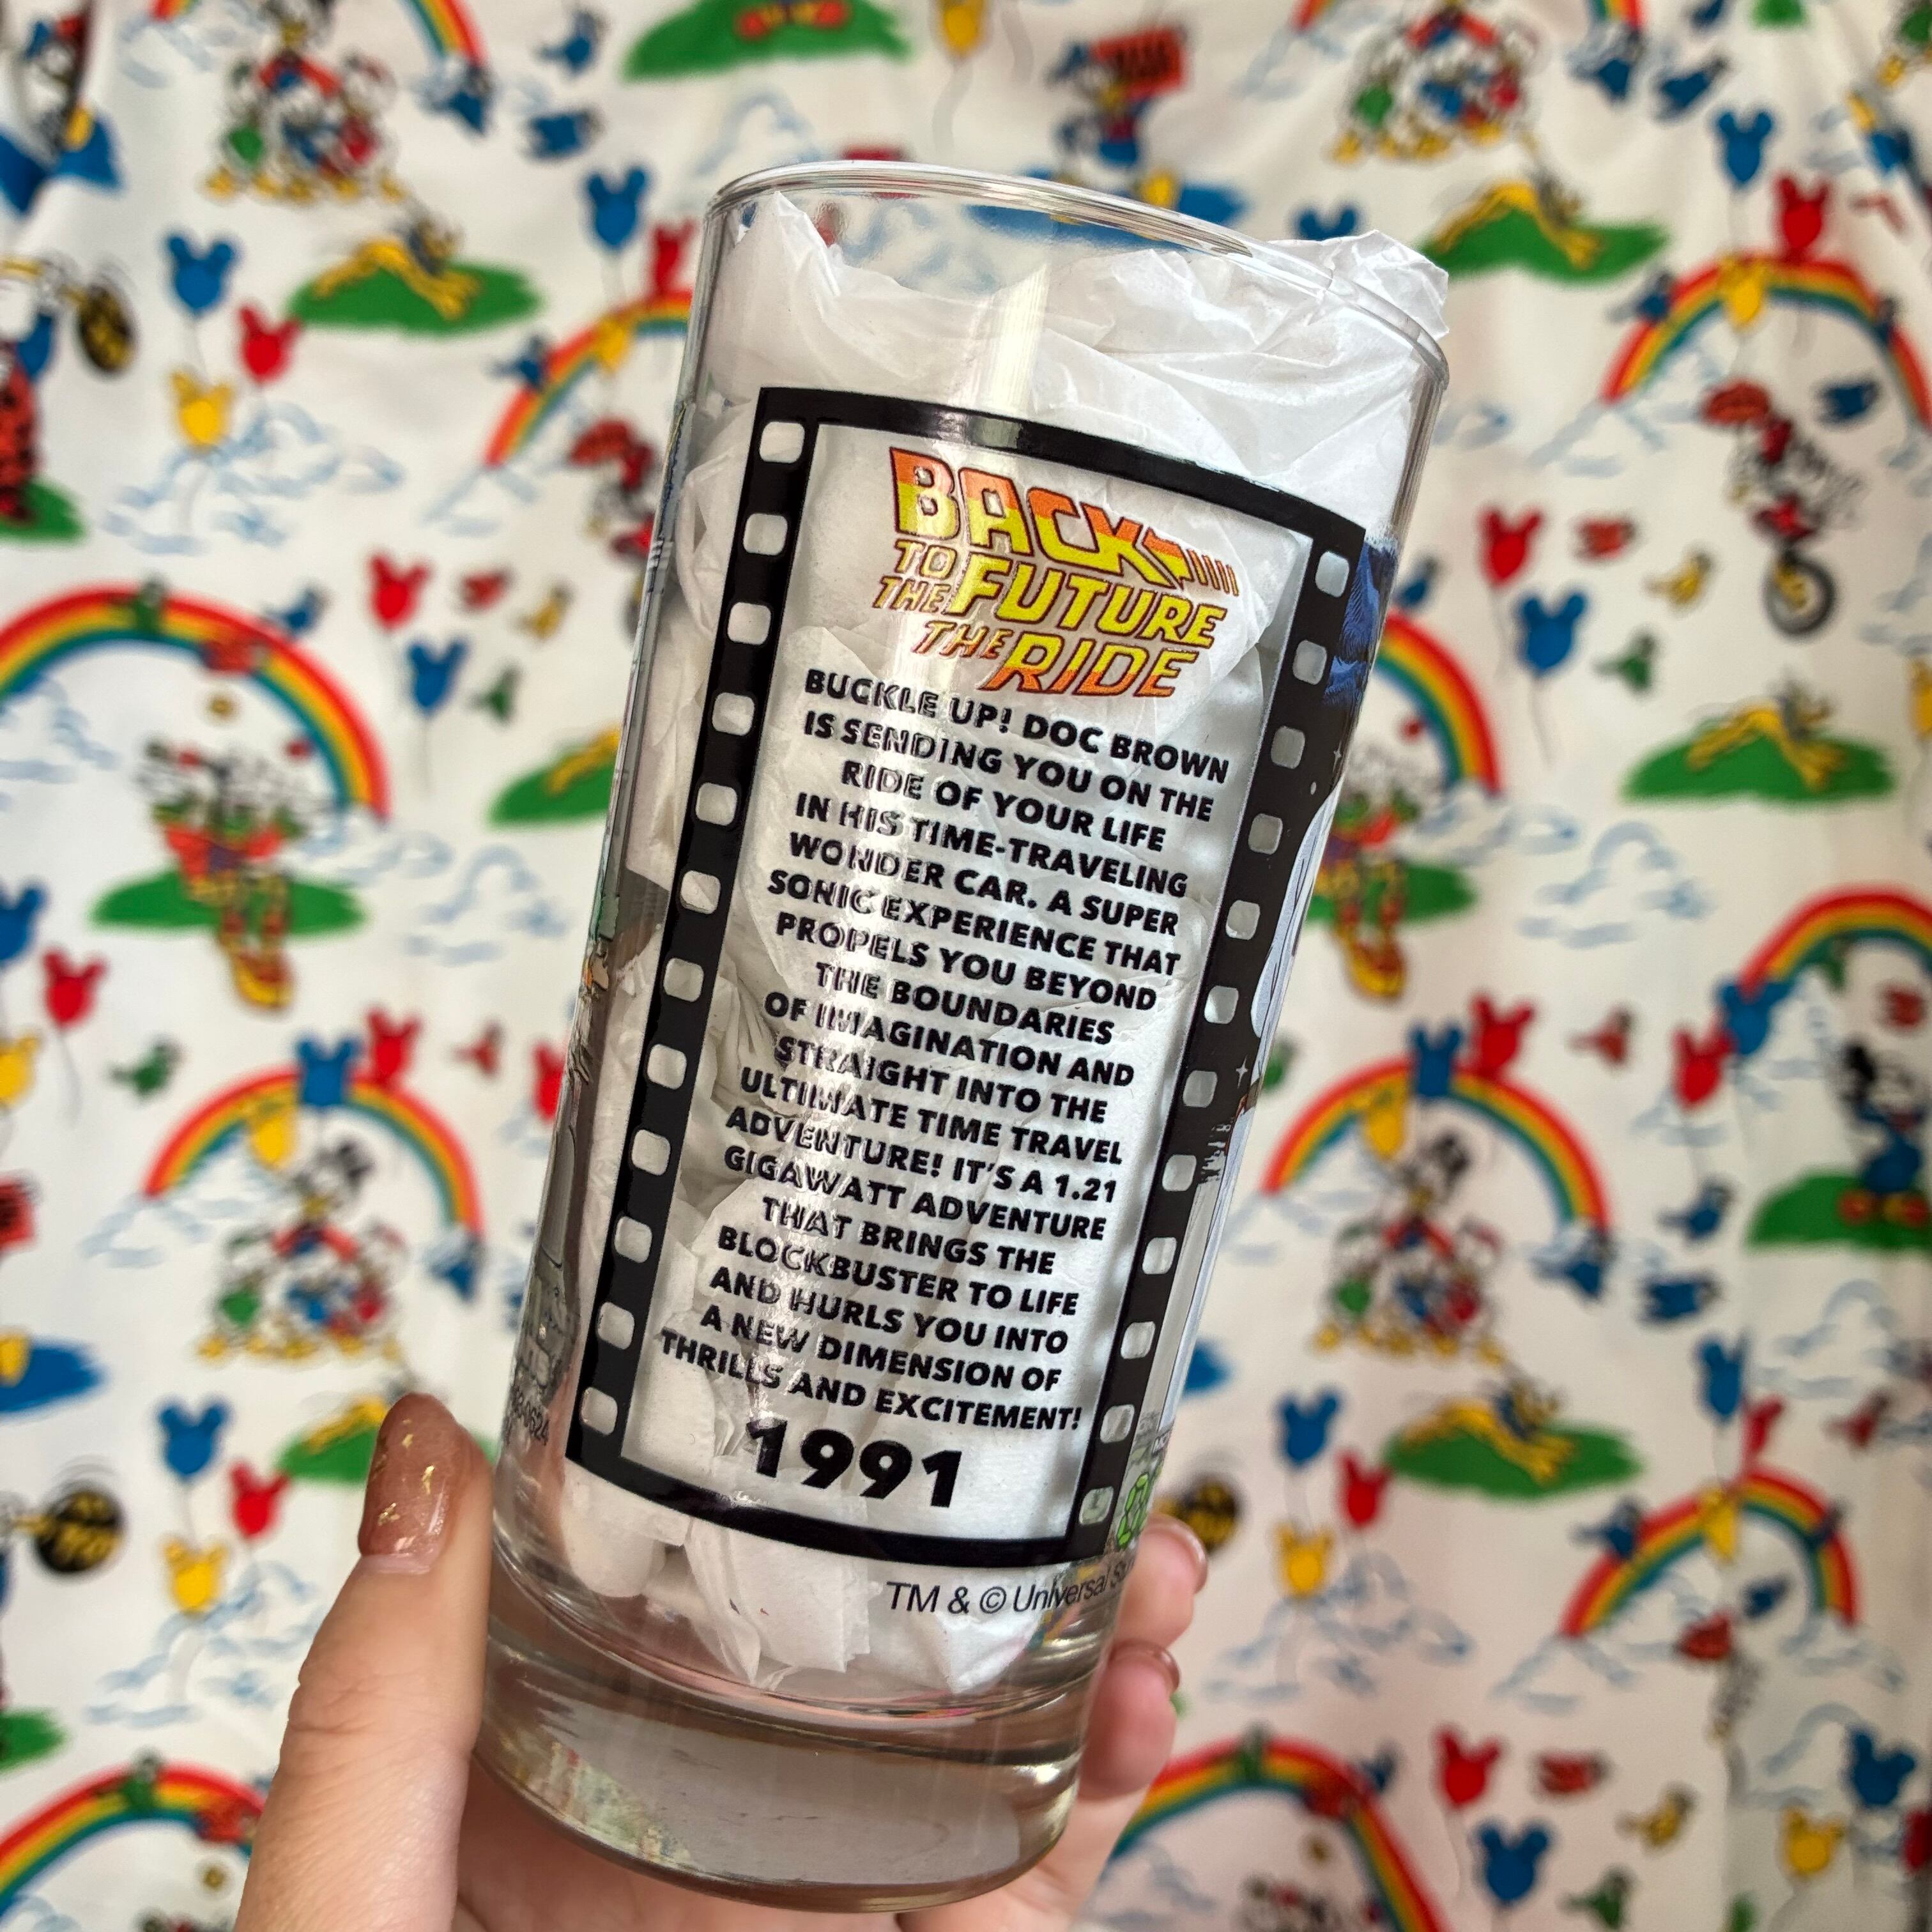 BACK
TO
THE FUTURE
THE RIDE
BUCKLE UP! DOC BROWN
IS SENDING YOU ON THE
RIDE OF YOUR LIFE
IN HIS TIME-TRAVELING
WONDER CAR. A SUPER
SONIC EXPERIENCE THAT
PROPELS YOU BEYOND
THE BOUNDARIES
OF IMAGINATION AND
STRAIGHT INTO THE
ULTIMATE TIME TRAVEL
ADVENTURE! IT'S A 1.21
GIGAWATT ADVENTURE
THAT BRINGS THE
BLOCKBUSTER TO LIFE
AND HURLS YOU INTO
A NEW DIMENSION OF
THRILLS AND EXCITEMENT!
1991
TM & © Universal